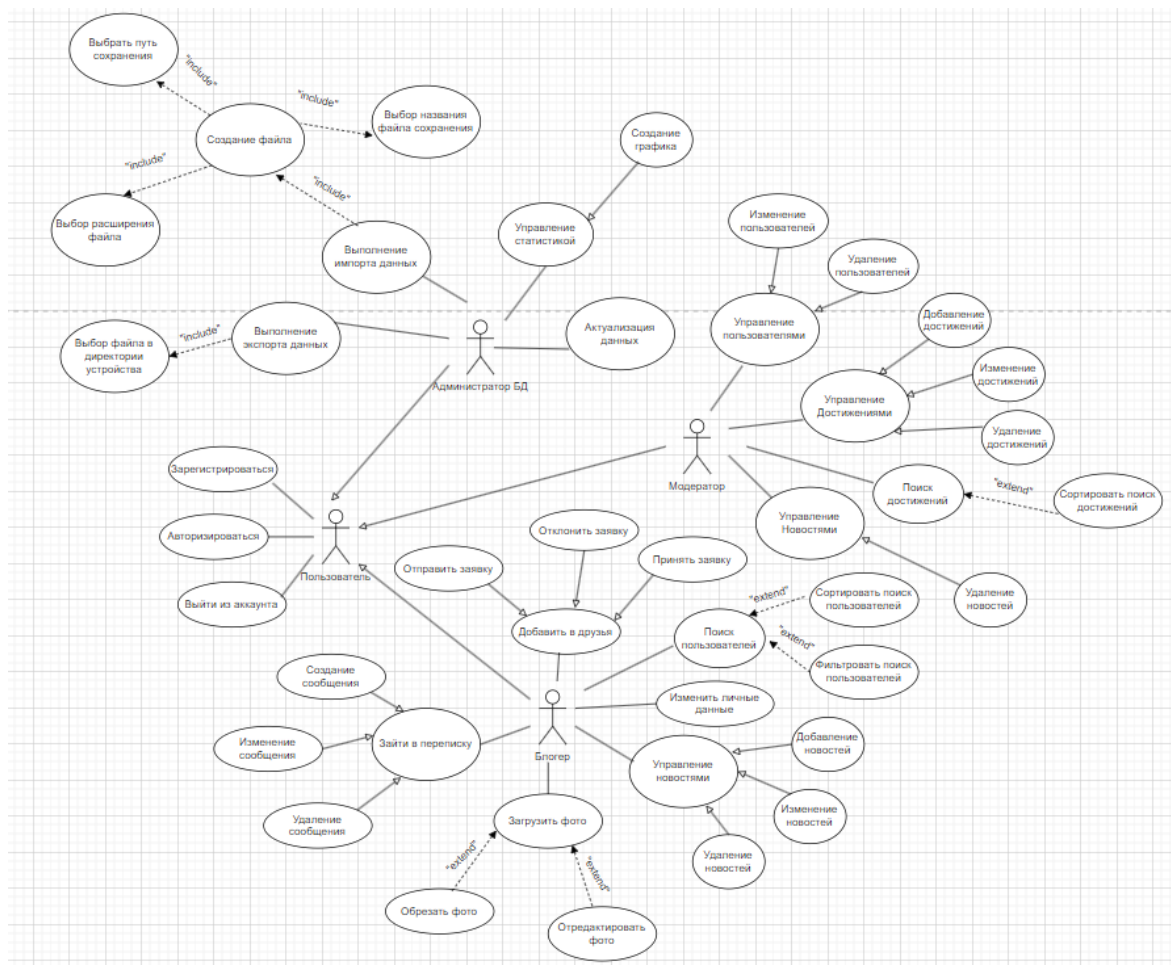 Выбрать путь
сохранения
"include"
"include"
Выбор названия
файла сохранения
Создание файла
"include"
Выбор расширения
файла
"include"
Выполнение
импорта данных
Создание
графика
Управление
статистикой
Изменение
пользователей
Удаление
пользователей
Управление
пользователями
Добавление
достижений
Выполнение
экспорта данных
"include"
Выбор файла в
директории
устройства
Актуализация
данных
Администратор БД
Изменение
достижений
Управление
Достижениями
Удаление
достижений
Модератор
Поиск
достижений
"extend"
Сортировать поиск
достижений
Управление
Новостями
Удаление
новостей
Зарегистрироваться
Авторизироваться
Выйти из аккаунта
Пользователь
Отклонить заявку
Отправить заявку
Принять заявку
Добавить в друзья
"extend"
Сортировать поиск
пользователей
Поиск
пользователей
"extend"
Фильтровать поиск
пользователей
Создание
сообщения
Изменение
сообщения
Зайти в переписку
Удаление
сообщения
Блогер
Изменить личные
данные
Управление
новостями
Добавление
новостей
Изменение
новостей
Удаление
новостей
Загрузить фото
"extend"
"extend"
Обрезать фото
Отредактировать
фото